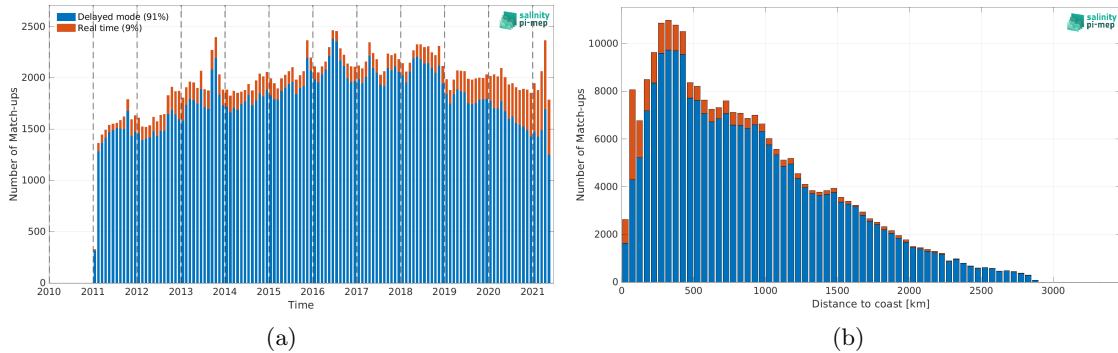 Delayed mode (91%)
Real time (9%)
salinity
pi-mep
Number of Match-ups
2500
2000
1500
1000
500
0
2010 2011 2012 2013 2014 2015 2016 2017 2018 2019 2020 2021
Time
(a)
salinity
pi-mep
Number of Match-ups
10000
8000
6000
4000
2000
0
0 500 1000 1500 2000 2500 3000
Distance to coast [km]
(b)